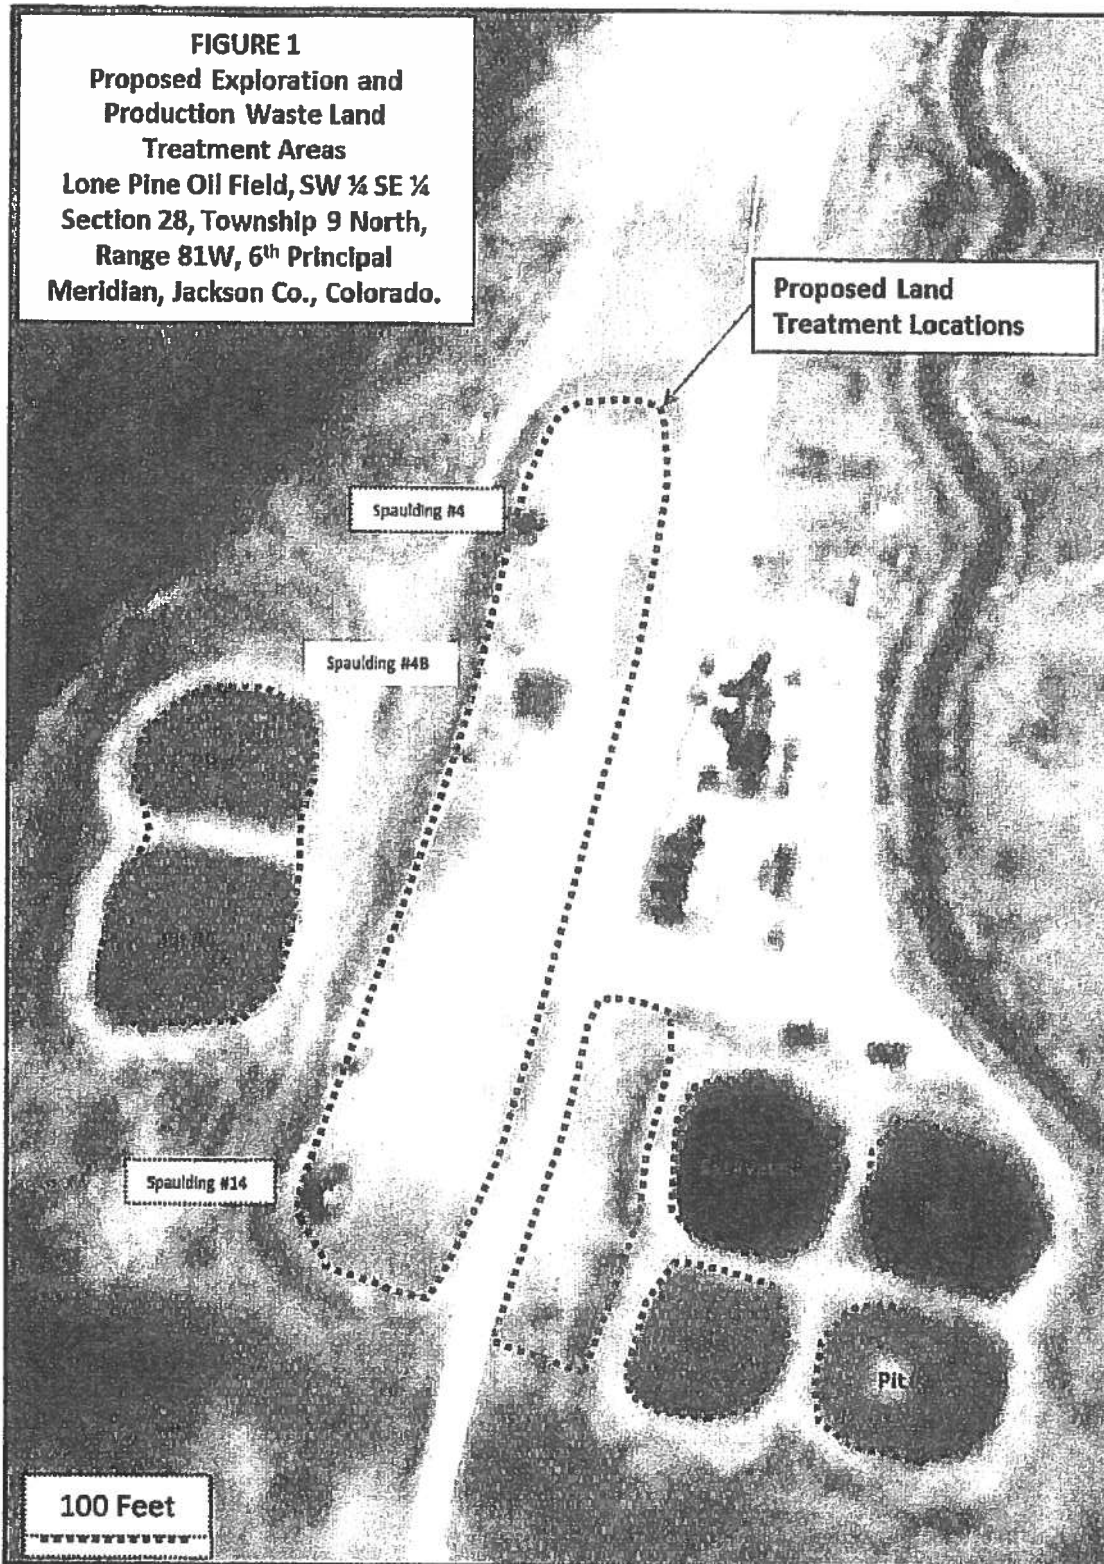 FIGURE 1
Proposed Exploration and
Production Waste Land
Treatment Areas
Lone Pine Oil Field, SW ¼ SE ¼
Section 28, Township 9 North,
Range 81W, 6th Principal
Meridian, Jackson Co., Colorado.
Proposed Land
Treatment Locations
Spaulding #4
Spaulding #4B
Spaulding #14
Pit
100 Feet